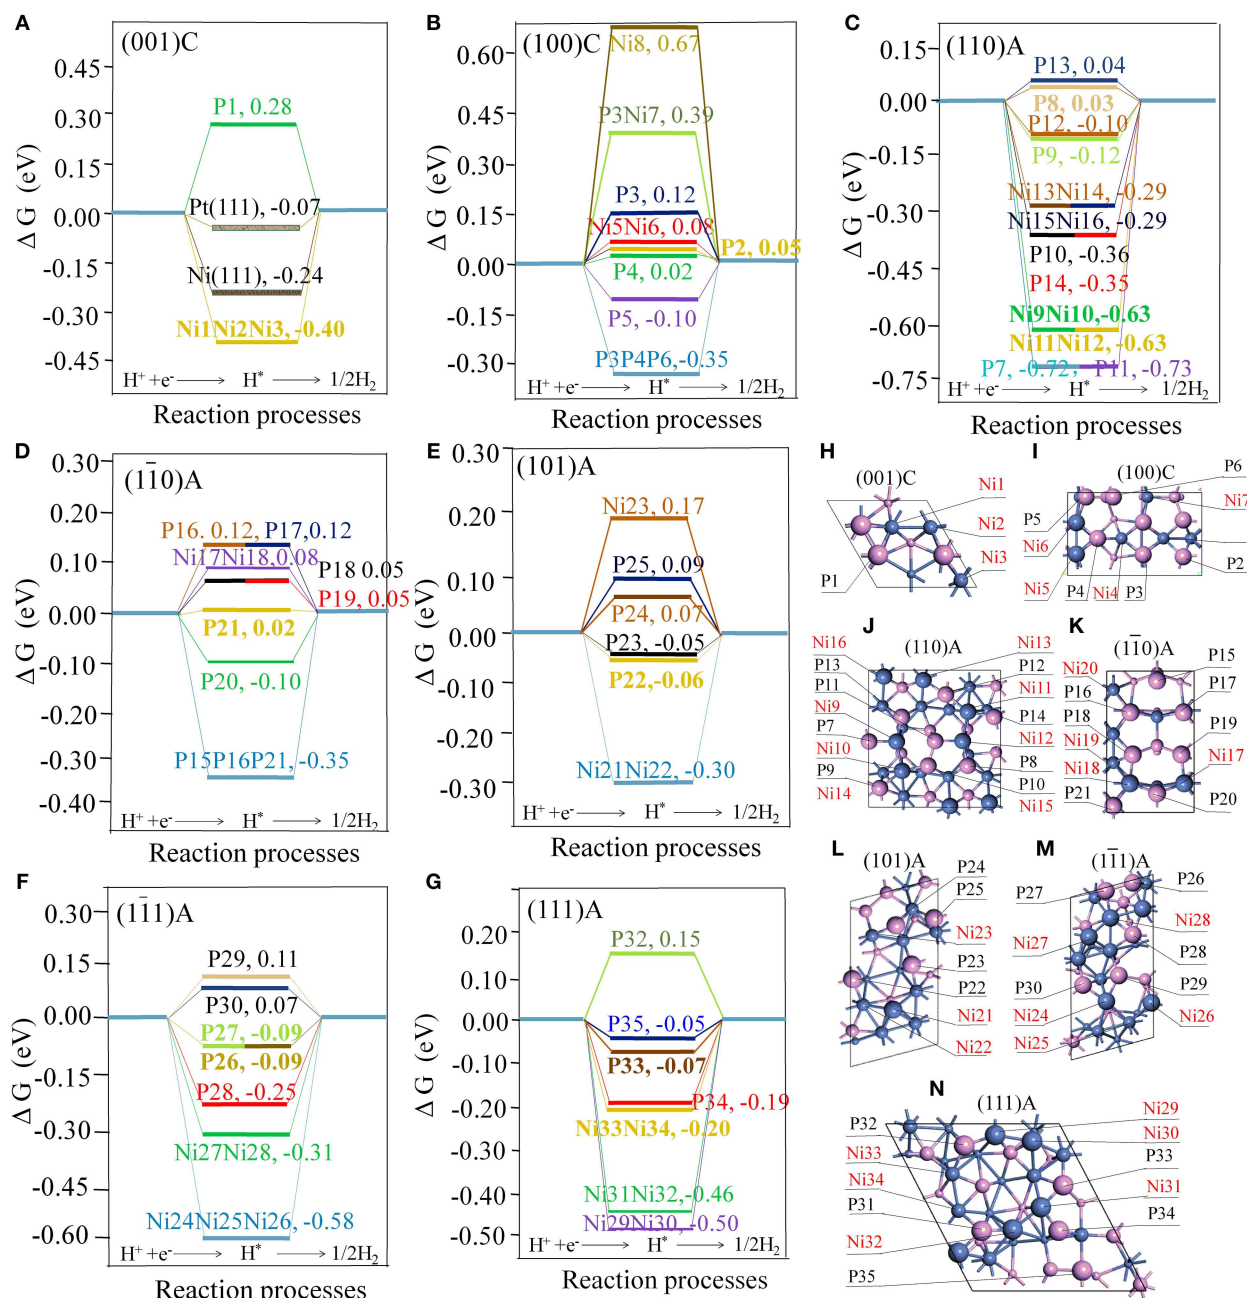 A
(001)C
0.45
0.30
0.15
0.00
-0.15
-0.30
-0.45
Δ G (eV)
P1, 0.28
Pt(111), -0.07
Ni(111), -0.24
Ni1Ni2Ni3, -0.40
H⁺ +e⁻ → H* → 1/2H₂
Reaction processes
B
(100)C
0.60
0.45
0.30
0.15
0.00
-0.15
-0.30
Δ G (eV)
Ni8, 0.67
P3Ni7, 0.39
P3, 0.12
Ni5Ni6, 0.08
P2, 0.05
P4, 0.02
P5, -0.10
P3P4P6,-0.35
H⁺ +e⁻ → H* → 1/2H₂
Reaction processes
C
(110)A
0.15
0.00
-0.15
-0.30
-0.45
-0.60
-0.75
Δ G (eV)
P13, 0.04
P8, 0.03
P12, -0.10
P9, -0.12
Ni13Ni14, -0.29
Ni15Ni16, -0.29
P10, -0.36
P14, -0.35
Ni9Ni10,-0.63
Ni11Ni12, -0.63
P7, -0.72, P11, -0.73
H⁺ +e⁻ → H* → 1/2H₂
Reaction processes
D
(11̅0)A
0.30
0.20
0.10
0.00
-0.10
-0.20
-0.30
-0.40
Δ G (eV)
P16, 0.12, P17,0.12
Ni17Ni18,0.08
P18 0.05
P19, 0.05
P21, 0.02
P20, -0.10
P15P16P21, -0.35
H⁺ +e⁻ → H* → 1/2H₂
Reaction processes
E
(101)A
0.20
0.10
0.00
-0.10
-0.20
-0.30
Δ G (eV)
Ni23, 0.17
P25, 0.09
P24, 0.07
P23, -0.05
P22,-0.06
Ni21Ni22, -0.30
H⁺ +e⁻ → H* → 1/2H₂
Reaction processes
F
(11̅1)A
0.30
0.15
0.00
-0.15
-0.30
-0.45
-0.60
Δ G (eV)
P29, 0.11
P30, 0.07
P27, -0.09
P26, -0.09
P28, -0.25
Ni27Ni28, -0.31
Ni24Ni25Ni26, -0.58
H⁺ +e⁻ → H* → 1/2H₂
Reaction processes
G
(111)A
0.20
0.10
0.00
-0.10
-0.20
-0.30
-0.40
-0.50
Δ G (eV)
P32, 0.15
P35, -0.05
P33, -0.07
P34, -0.19
Ni33Ni34, -0.20
Ni31Ni32,-0.46
Ni29Ni30, -0.50
H⁺ +e⁻ → H* → 1/2H₂
Reaction processes
H
(001)C
Ni1
Ni2
Ni3
P1
I
(100)C
P6
Ni7
P5
Ni6
P2
Ni5
P4
Ni4
P3
J
(110)A
Ni16
P13
P11
Ni9
P7
Ni10
P9
Ni14
Ni13
P12
Ni11
P14
Ni12
P8
P10
Ni15
K
(11̅0)A
Ni20
P16
P18
Ni19
Ni18
P21
P15
P17
P19
Ni17
P20
L
(101)A
P24
P25
Ni23
P23
P22
Ni21
Ni22
M
(11̅1)A
P27
Ni27
P30
Ni24
Ni25
P26
Ni28
P28
P29
Ni26
N
(111)A
P32
Ni33
Ni34
P31
Ni32
P35
Ni29
Ni30
P33
Ni31
P34